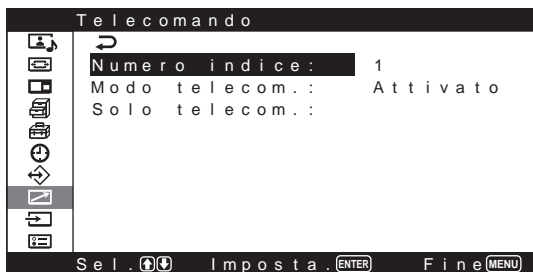 Telecomando
Numero indice: 1
Modo telecom.: Attivato
Solo telecom.:
Sel. Imposta. ENTER Fine MENU